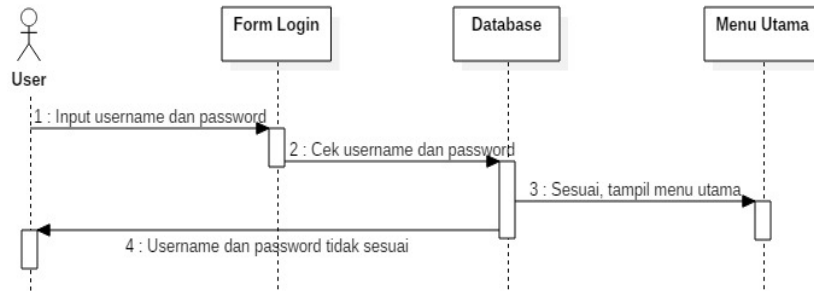 Form Login
Database
Menu Utama
User
1 : Input username dan password
2 : Cek username dan password
3 : Sesuai, tampil menu utama
4 : Username dan password tidak sesuai